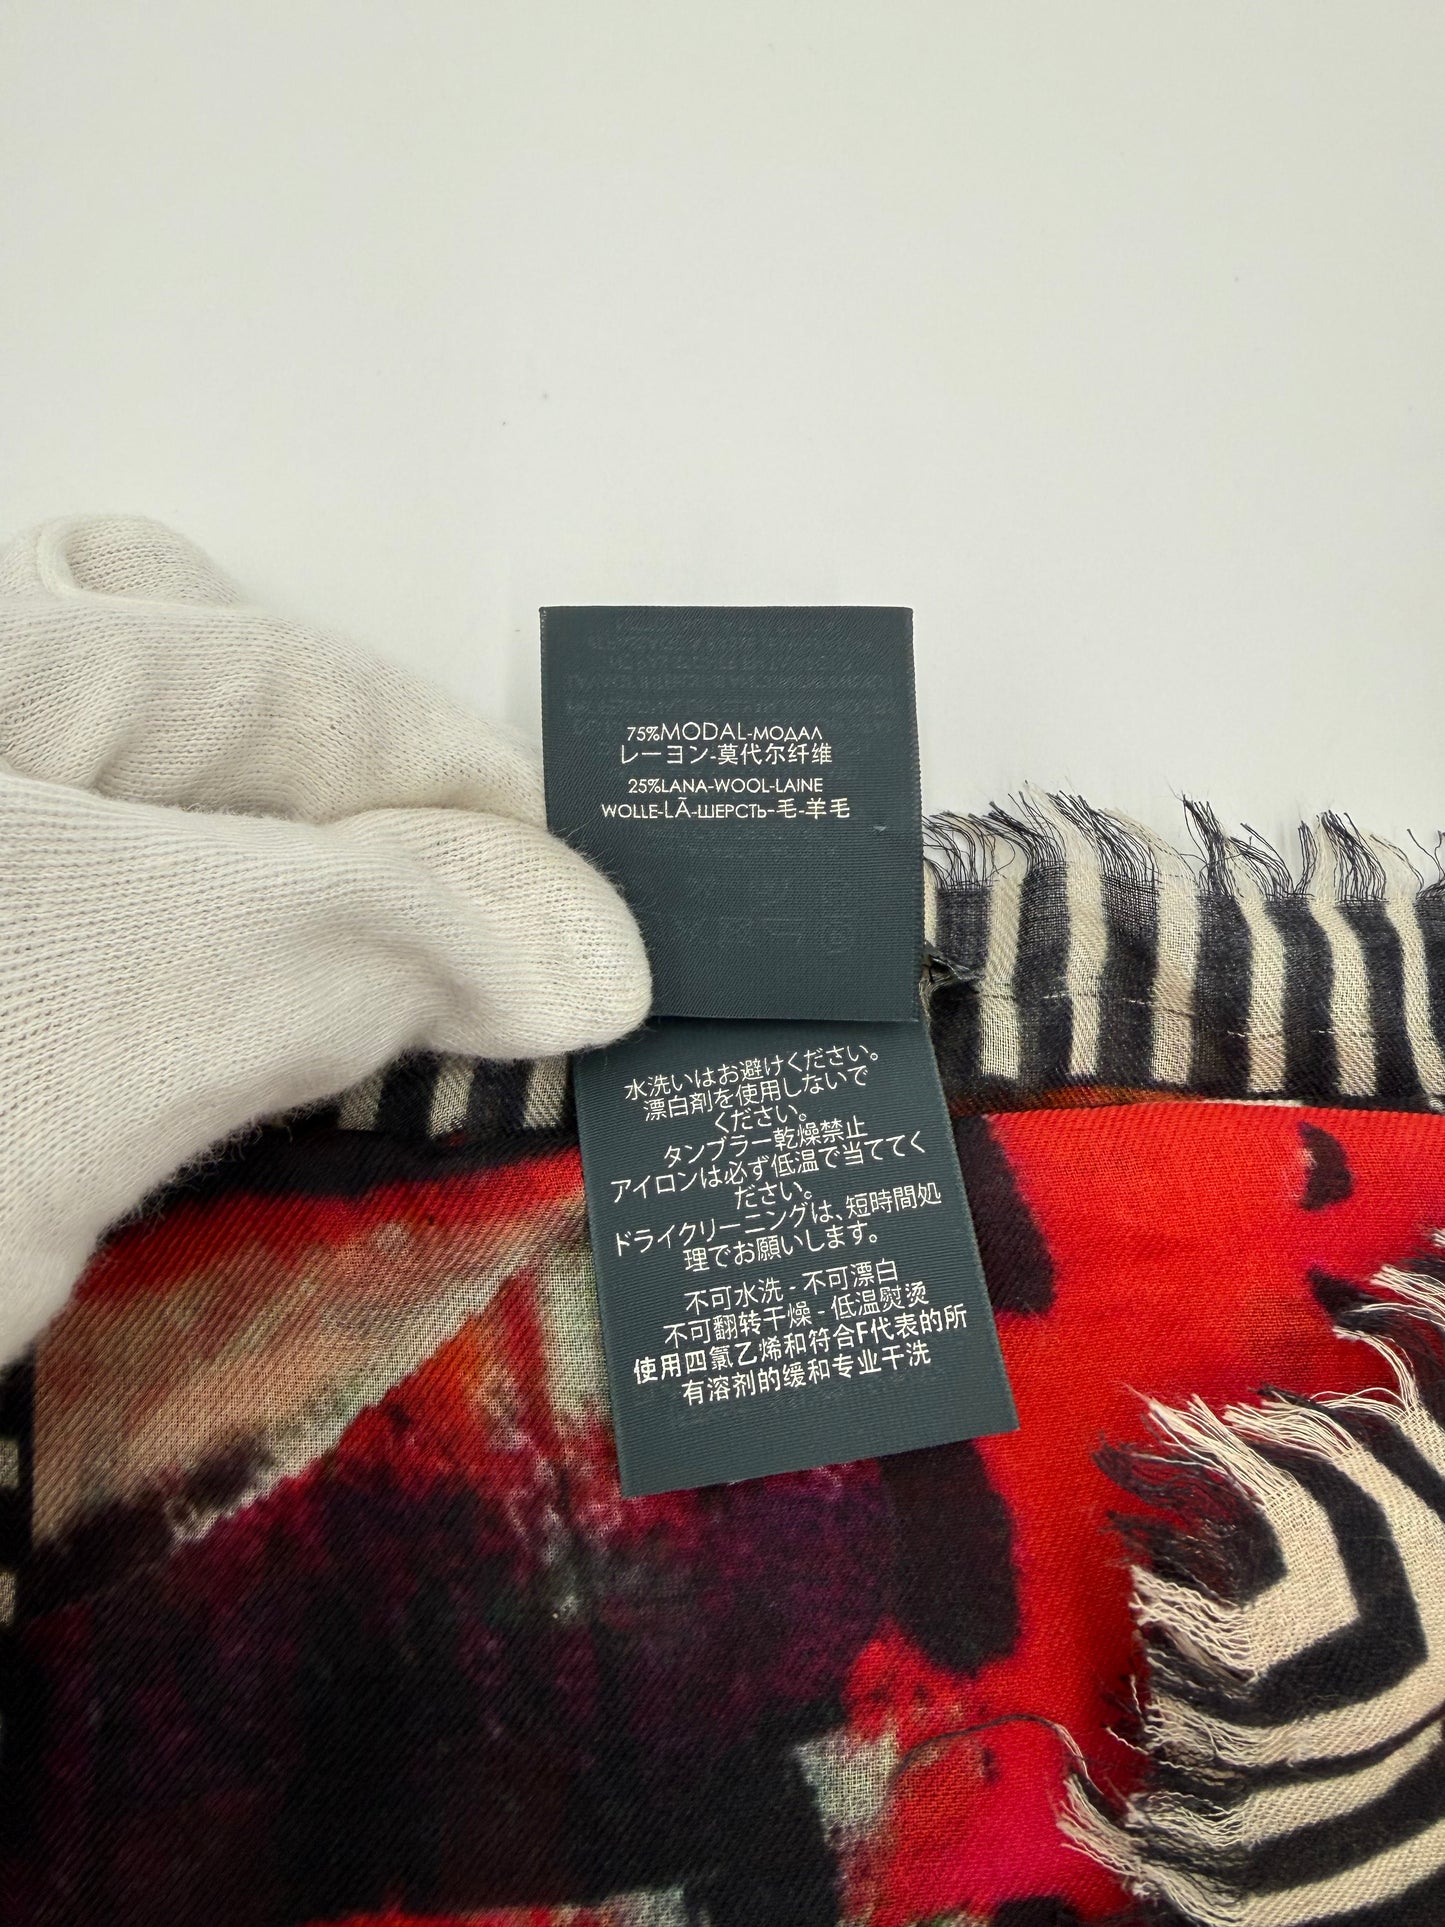 75%MODAL-МОДАЛ
レーヨン-莫代尔纤维
25%LANA-WOOL-LAINE
WOLLE-LÃ-ШЕРСТЬ-毛-羊毛
水洗いはお避けください。
漂白剤を使用しないで
ください。
タンブラー乾燥禁止
アイロンは必ず低温で当ててく
ださい。
ドライクリーニングは、短時間処
理でお願いします。
不可水洗 - 不可漂白
不可翻转干燥 - 低温熨烫
使用四氯乙烯和符合F代表的所
有溶剂的缓和专业干洗